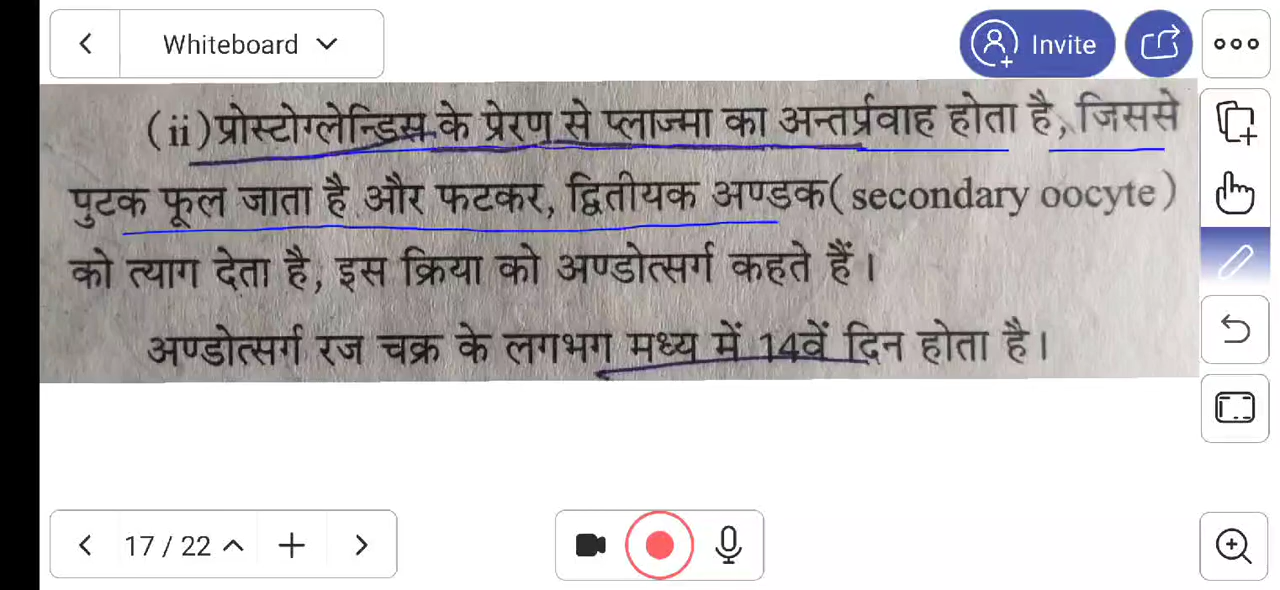 Whiteboard
Invite
(ii) प्रोस्टोग्लेन्डिस के प्रेरण से प्लाज्मा का अन्तर्प्रवाह होता है, जिससे
पुटक फूल जाता है और फटकर, द्वितीयक अण्डक( secondary oocyte )
को त्याग देता है, इस क्रिया को अण्डोत्सर्ग कहते हैं।
अण्डोत्सर्ग रज चक्र के लगभग मध्य में 14वें दिन होता है।
17 / 22